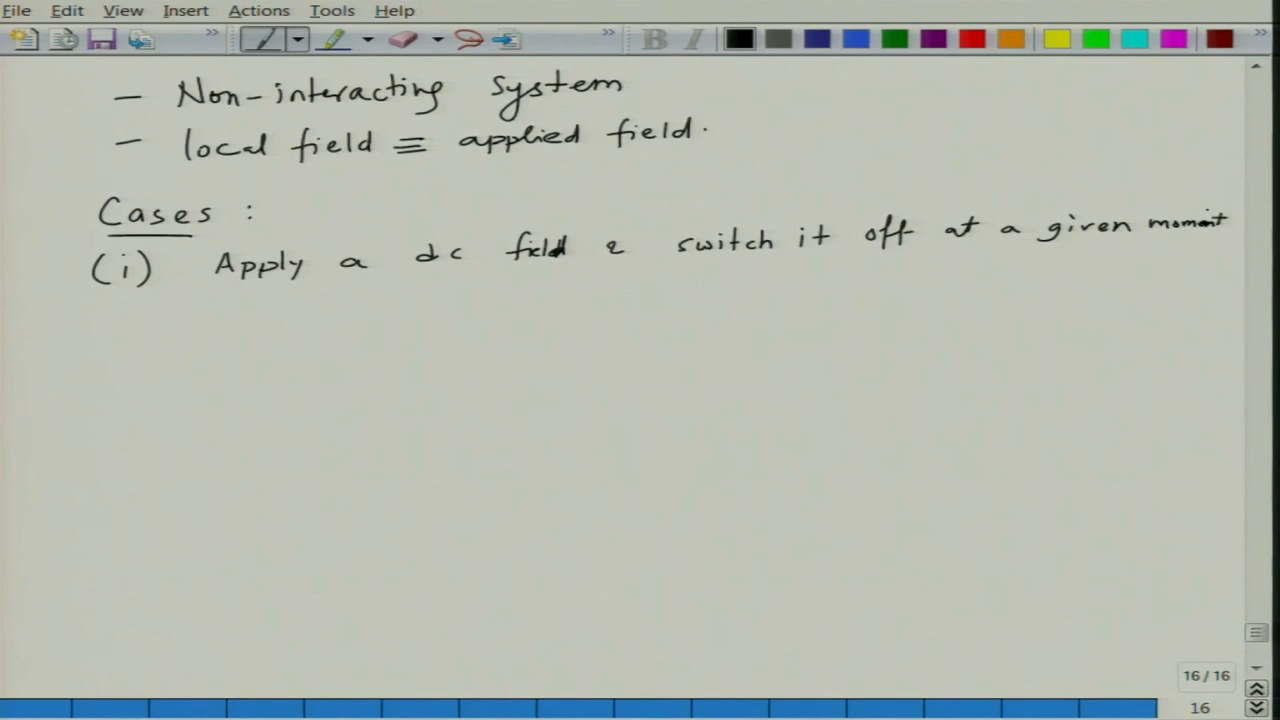 File Edit View Insert Actions Tools Help
B I
- Non-interacting System
- local field ≡ applied field.
Cases :
(i) Apply a dc field & switch it off at a given moment
16 / 16
16